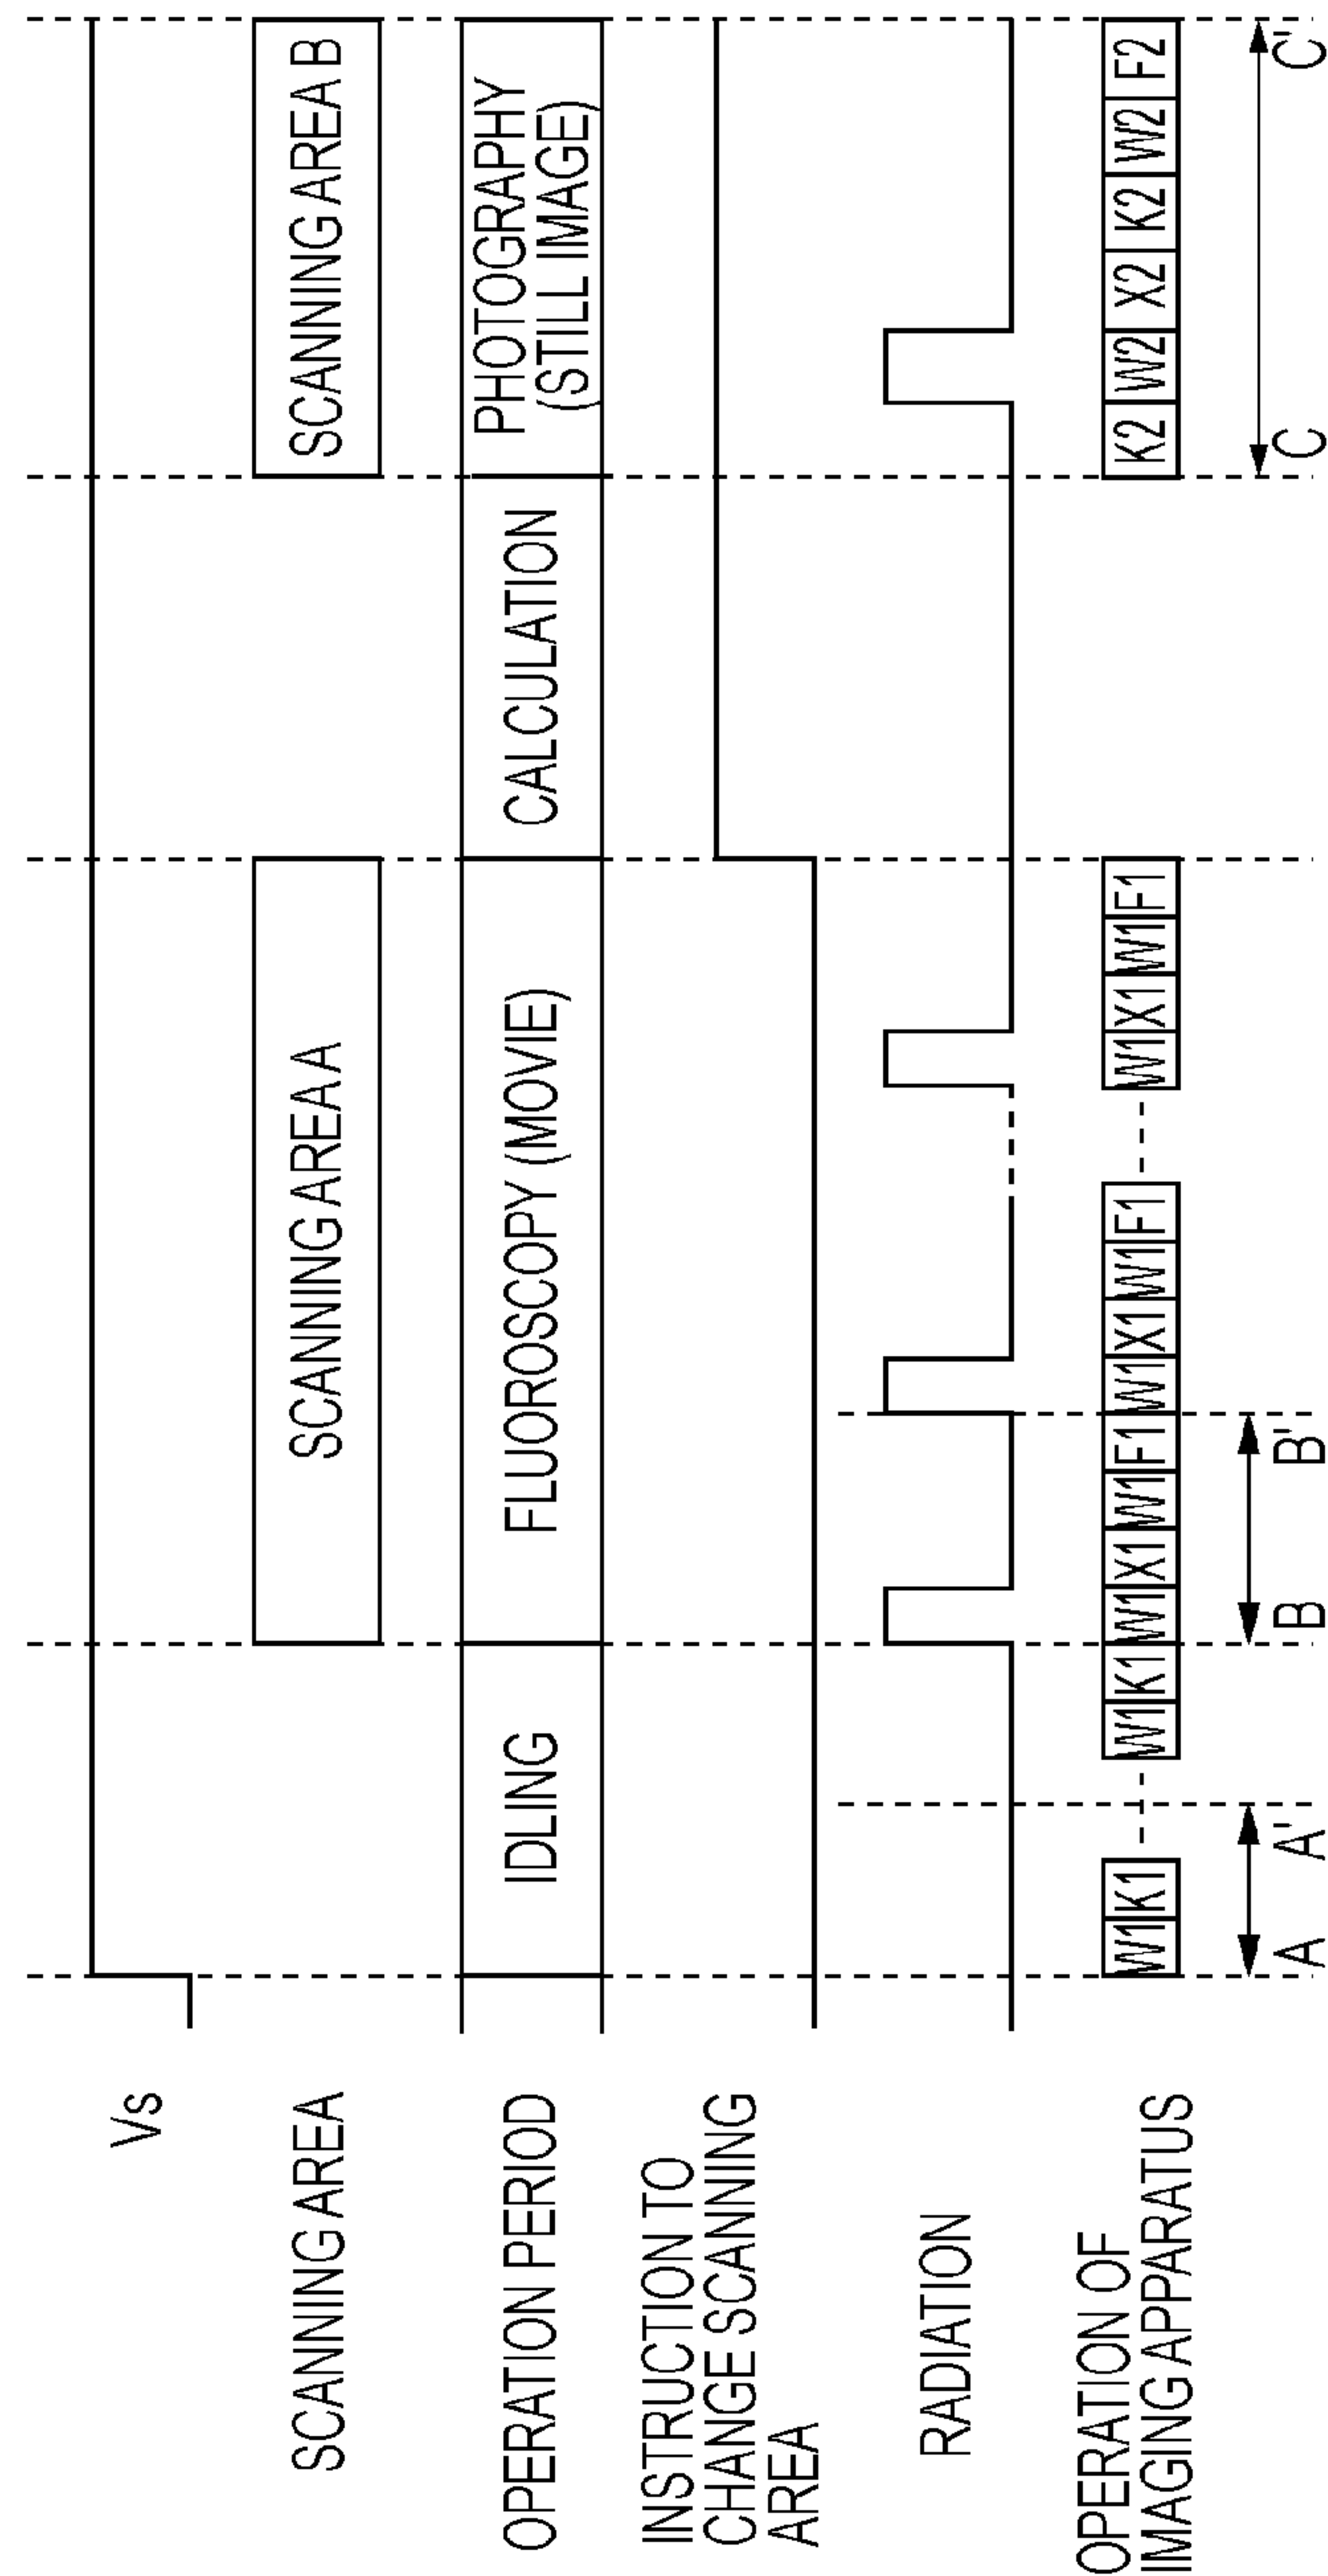 Vs
SCANNING AREA
SCANNING AREA A
SCANNING AREA B
OPERATION PERIOD
IDLING
FLUOROSCOPY (MOVIE)
CALCULATION
PHOTOGRAPHY
(STILL IMAGE)
INSTRUCTION TO
CHANGE SCANNING
AREA
RADIATION
OPERATION OF
IMAGING APPARATUS
W1 K1 W1 K1 W1 X1 W1 F1 W1 X1 W1 F1 W1 X1 W1 F1 K2 W2 X2 K2 W2 F2
A A' B B' C C'